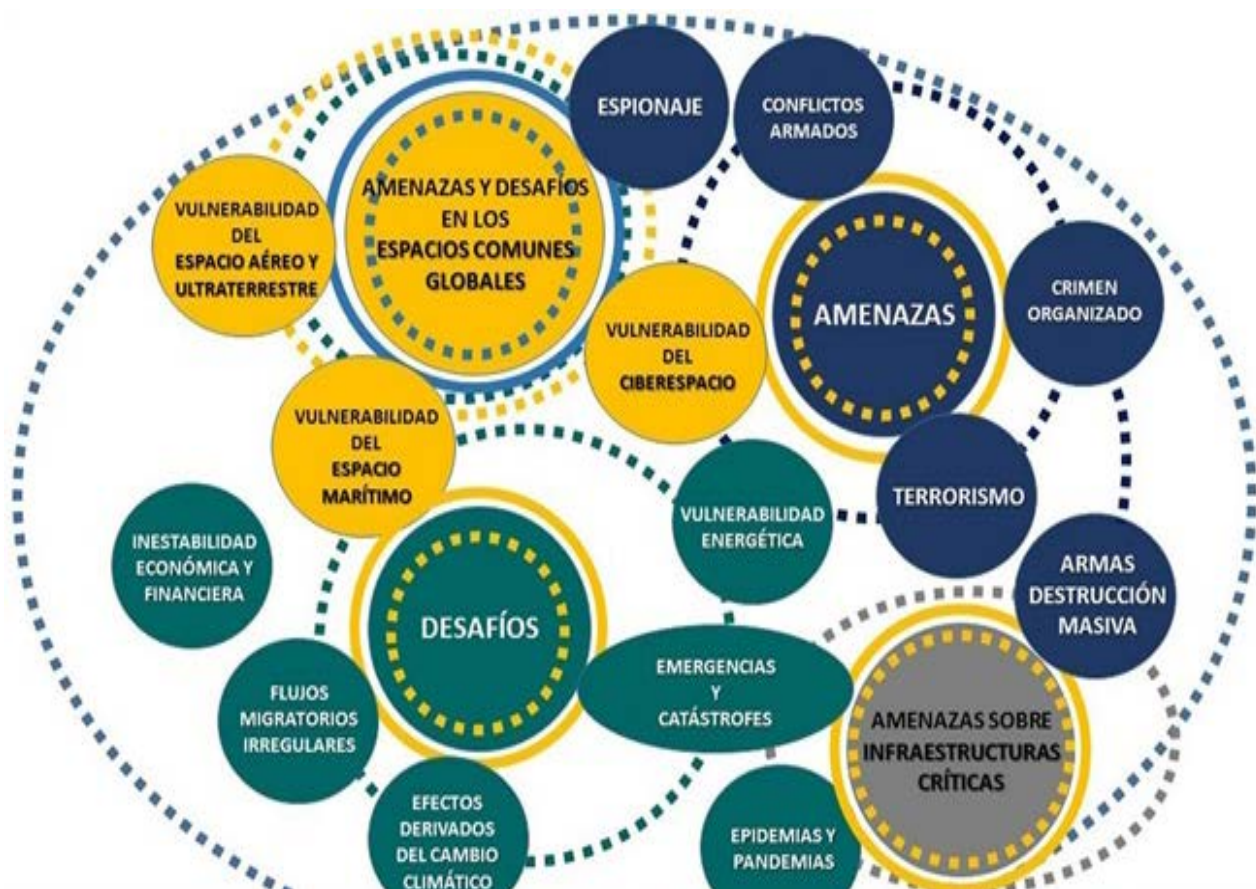 ESPIONAJE
CONFLICTOS
ARMADOS
AMENAZAS Y DESAFÍOS
EN LOS
ESPACIOS COMUNES
GLOBALES
VULNERABILIDAD
DEL
ESPACIO AÉREO Y
ULTRATERRESTRE
CRIMEN
ORGANIZADO
AMENAZAS
VULNERABILIDAD
DEL
CIBERESPACIO
VULNERABILIDAD
DEL
ESPACIO
MARÍTIMO
TERRORISMO
VULNERABILIDAD
ENERGÉTICA
INESTABILIDAD
ECONÓMICA Y
FINANCIERA
ARMAS
DESTRUCCIÓN
MASIVA
DESAFÍOS
EMERGENCIAS
Y
CATÁSTROFES
FLUJOS
MIGRATORIOS
IRREGULARES
AMENAZAS SOBRE
INFRAESTRUCTURAS
CRÍTICAS
EFECTOS
DERIVADOS
DEL CAMBIO
CLIMÁTICO
EPIDEMIAS Y
PANDEMIAS